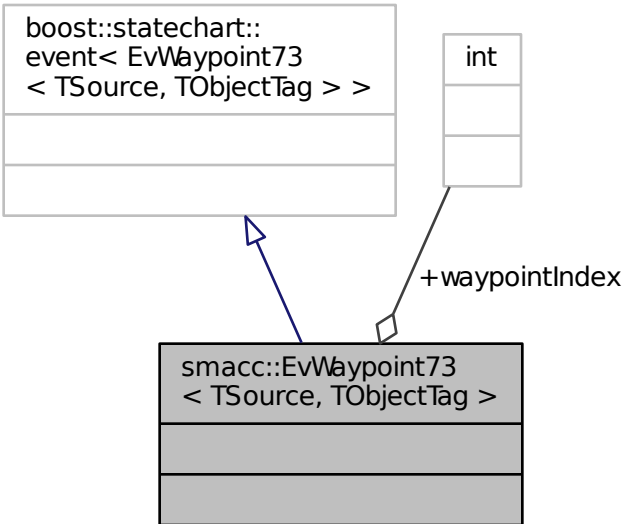 boost::statechart::
event< EvWaypoint73
< TSource, TObjectTag > >
int
+waypointIndex
smacc::EvWaypoint73
< TSource, TObjectTag >